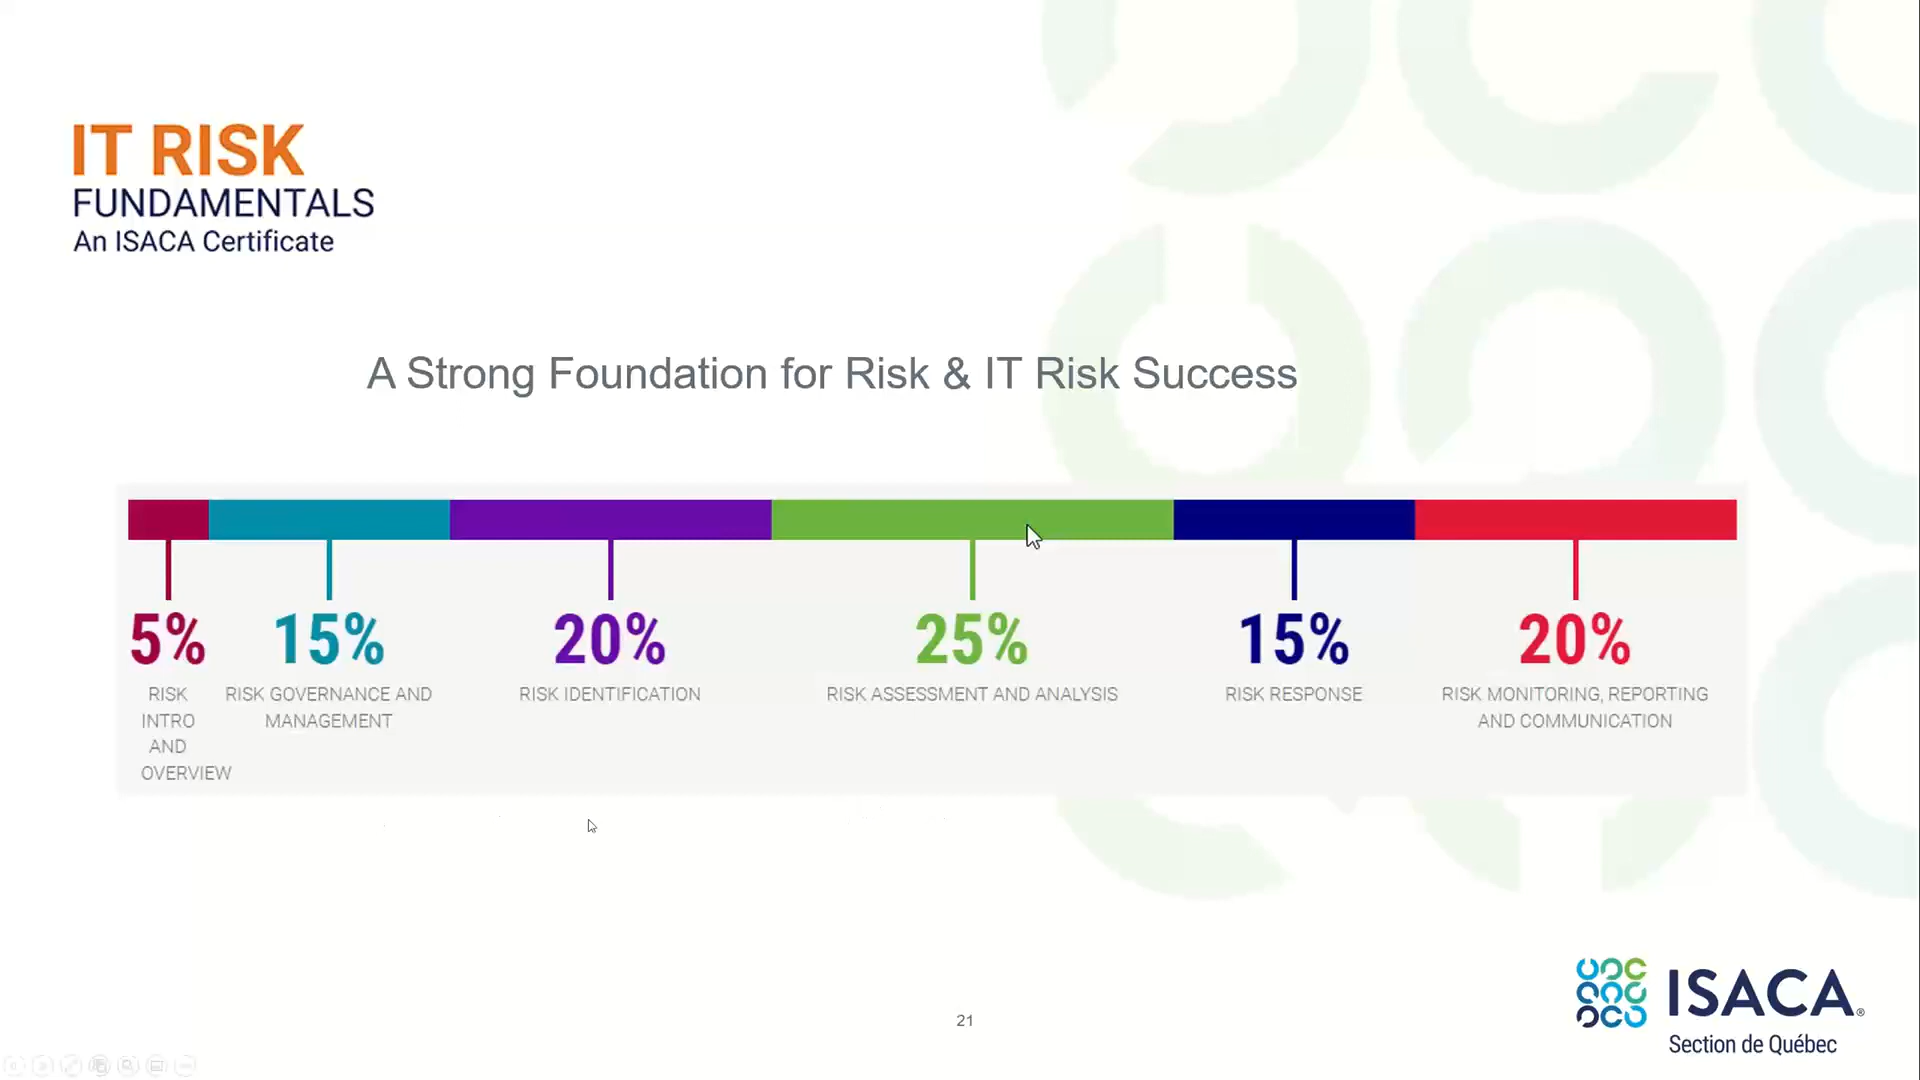 IT RISK
FUNDAMENTALS
An ISACA Certificate
A Strong Foundation for Risk & IT Risk Success
5%
RISK
INTRO
AND
OVERVIEW
15%
RISK GOVERNANCE AND
MANAGEMENT
20%
RISK IDENTIFICATION
25%
RISK ASSESSMENT AND ANALYSIS
15%
RISK RESPONSE
20%
RISK MONITORING, REPORTING
AND COMMUNICATION
21
ISACA®
Section de Québec